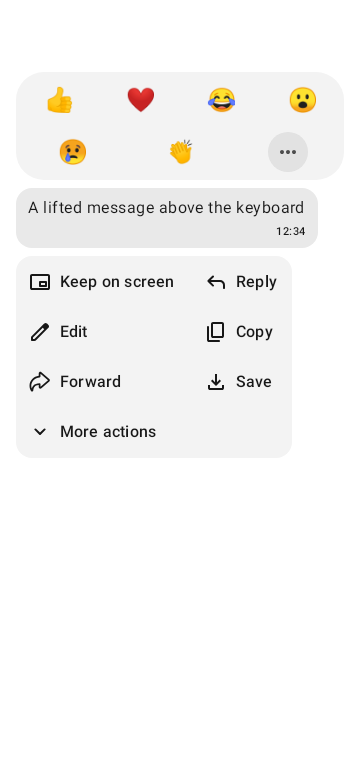 A lifted message above the keyboard
12:34
Keep on screen
Reply
Edit
Copy
Forward
Save
More actions